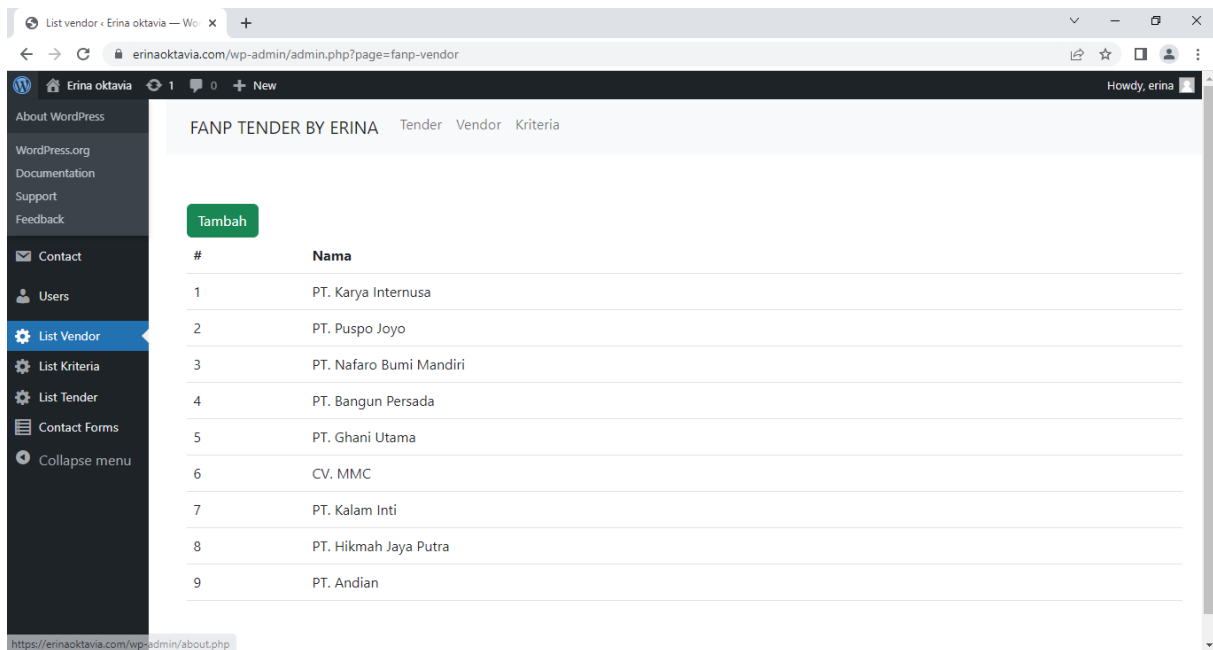 List vendor ‹ Erina oktavia — Wor
erinaoktavia.com/wp-admin/admin.php?page=fanp-vendor
Erina oktavia 1 0 New Howdy, erina
About WordPress
WordPress.org
Documentation
Support
Feedback
Contact
Users
List Vendor
List Kriteria
List Tender
Contact Forms
Collapse menu
FANP TENDER BY ERINA Tender Vendor Kriteria
Tambah
# Nama
1 PT. Karya Internusa
2 PT. Puspo Joyo
3 PT. Nafaro Bumi Mandiri
4 PT. Bangun Persada
5 PT. Ghani Utama
6 CV. MMC
7 PT. Kalam Inti
8 PT. Hikmah Jaya Putra
9 PT. Andian
https://erinaoktavia.com/wp-admin/about.php